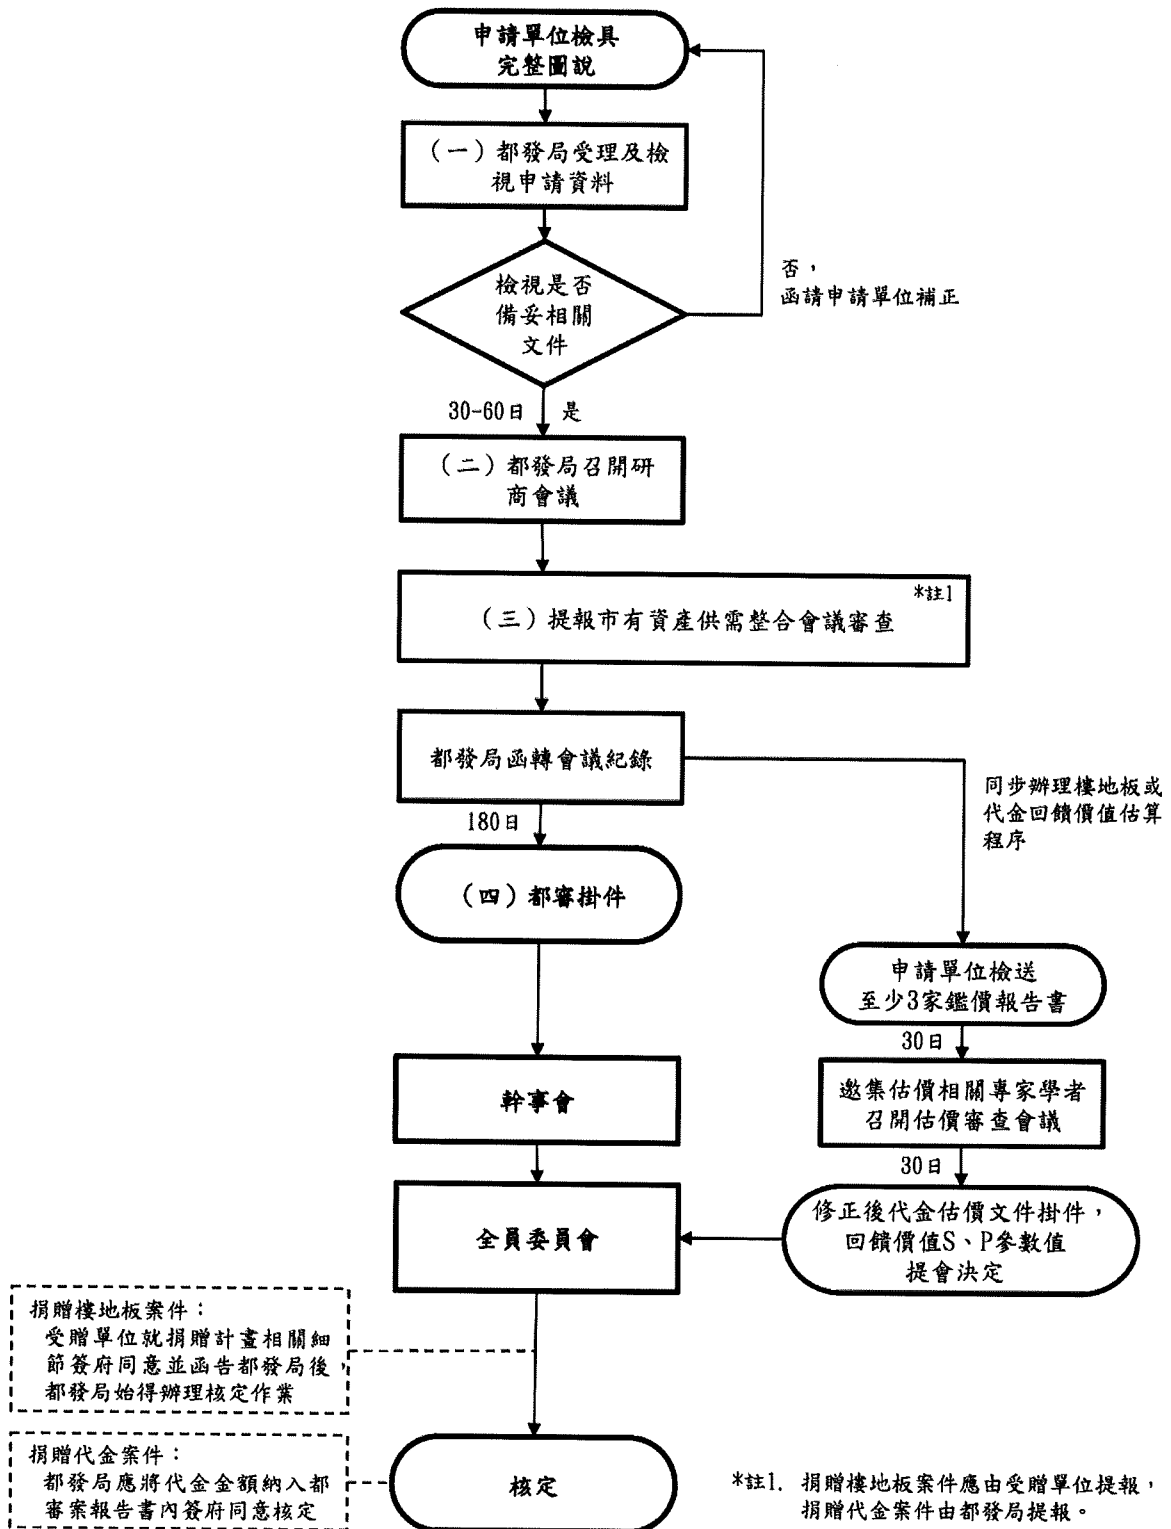 申請單位檢具
完整圖說
（一）都發局受理及檢
視申請資料
檢視是否
備妥相關
文件
否，
函請申請單位補正
30-60日 是
（二）都發局召開研
商會議
*註1
（三）提報市有資產供需整合會議審查
都發局函轉會議紀錄
同步辦理樓地板或
代金回饋價值估算
程序
180日
（四）都審掛件
申請單位檢送
至少3家鑑價報告書
30日
邀集估價相關專家學者
召開估價審查會議
30日
修正後代金估價文件掛件，
回饋價值S、P參數值
提會決定
幹事會
全員委員會
捐贈樓地板案件：
受贈單位就捐贈計畫相關細
節簽府同意並函告都發局後，
都發局始得辦理核定作業
捐贈代金案件：
都發局應將代金金額納入都
審案報告書內簽府同意核定
核定
*註1. 捐贈樓地板案件應由受贈單位提報，
捐贈代金案件由都發局提報。